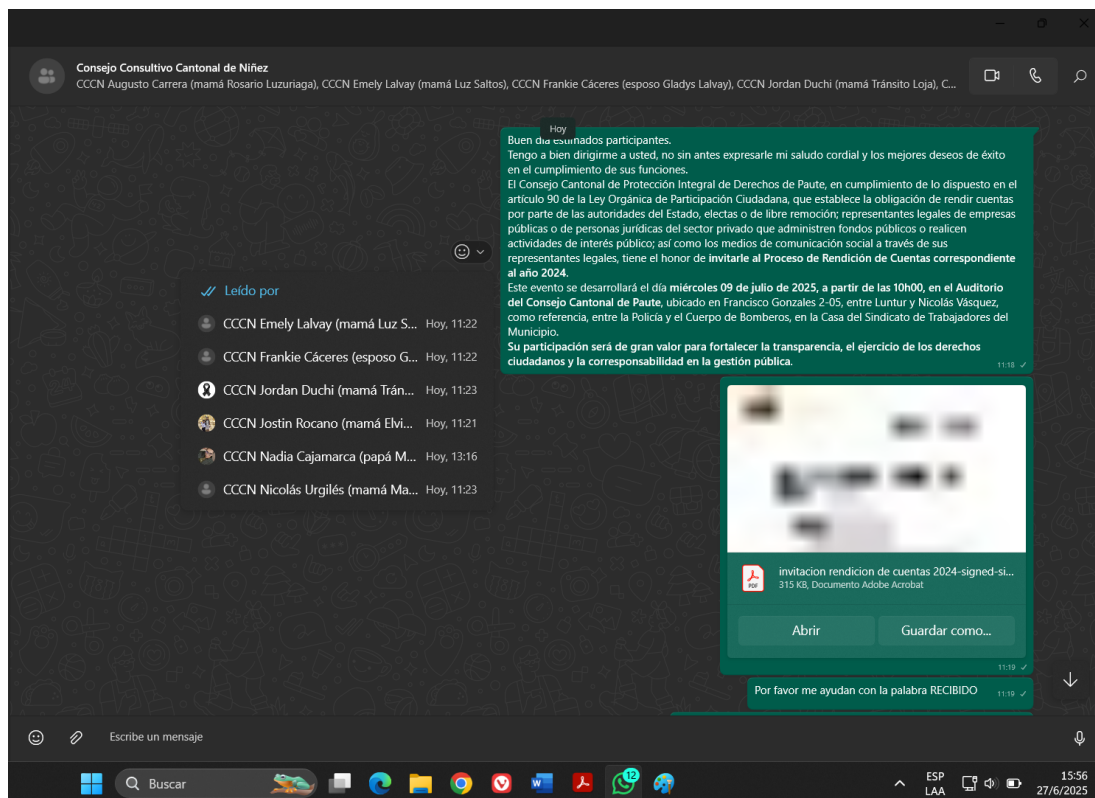 Consejo Consultivo Cantonal de Niñez
CCCN Augusto Carrera (mamá Rosario Luzuriaga), CCCN Emely Lalvay (mamá Luz Saltos), CCCN Frankie Cáceres (esposo Gladys Lalvay), CCCN Jordan Duchi (mamá Tránsito Loja), C...
Hoy
Buen día estimados participantes.
Tengo a bien dirigirme a usted, no sin antes expresarle mi saludo cordial y los mejores deseos de éxito
en el cumplimiento de sus funciones.
El Consejo Cantonal de Protección Integral de Derechos de Paute, en cumplimiento de lo dispuesto en el
artículo 90 de la Ley Orgánica de Participación Ciudadana, que establece la obligación de rendir cuentas
por parte de las autoridades del Estado, electas o de libre remoción; representantes legales de empresas
públicas o de personas jurídicas del sector privado que administren fondos públicos o realicen
actividades de interés público; así como los medios de comunicación social a través de sus
representantes legales, tiene el honor de invitarle al Proceso de Rendición de Cuentas correspondiente
al año 2024.
Este evento se desarrollará el día miércoles 09 de julio de 2025, a partir de las 10h00, en el Auditorio
del Consejo Cantonal de Paute, ubicado en Francisco Gonzales 2-05, entre Luntur y Nicolás Vásquez,
como referencia, entre la Policía y el Cuerpo de Bomberos, en la Casa del Sindicato de Trabajadores del
Municipio.
Su participación será de gran valor para fortalecer la transparencia, el ejercicio de los derechos
ciudadanos y la corresponsabilidad en la gestión pública.
11:18
Leído por
CCCN Emely Lalvay (mamá Luz S... Hoy, 11:22
CCCN Frankie Cáceres (esposo G... Hoy, 11:22
CCCN Jordan Duchi (mamá Trán... Hoy, 11:23
CCCN Jostin Rocano (mamá Elvi... Hoy, 11:21
CCCN Nadia Cajamarca (papá M... Hoy, 13:16
CCCN Nicolás Urgilés (mamá Ma... Hoy, 11:23
PDF
invitacion rendicion de cuentas 2024-signed-si...
315 KB, Documento Adobe Acrobat
Abrir Guardar como...
11:19
Por favor me ayudan con la palabra RECIBIDO 11:19
Escribe un mensaje
Buscar
12
ESP
LAA
15:56
27/6/2025